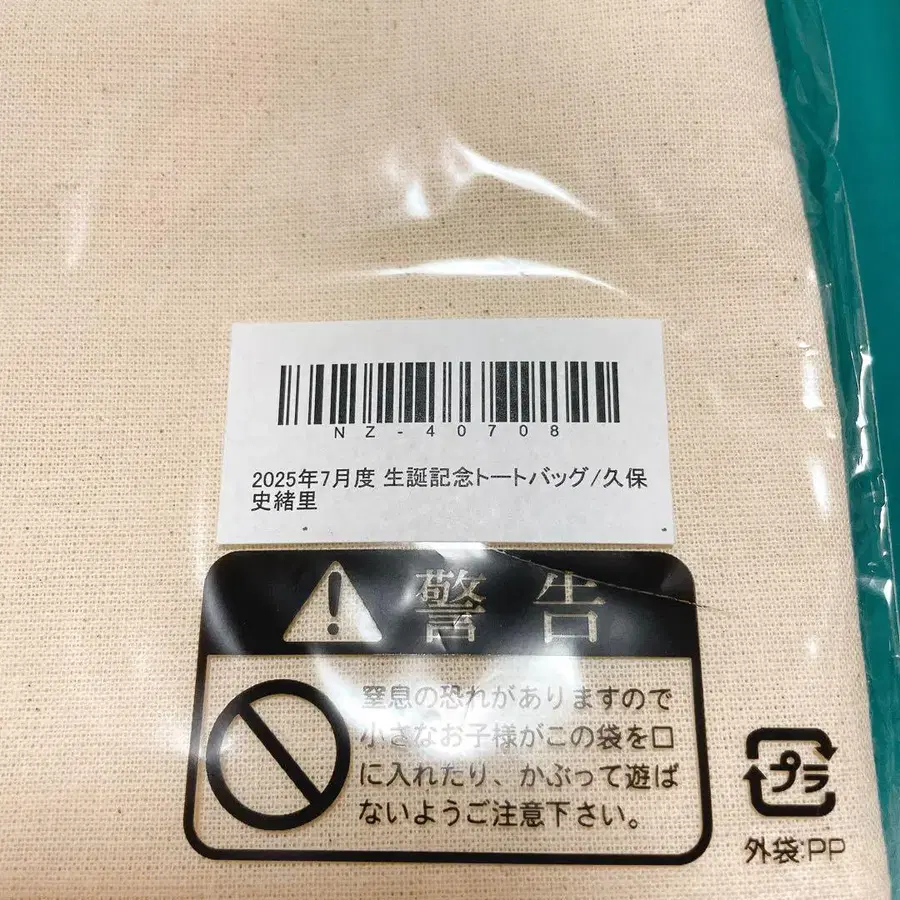 NZ-40708
2025年7月度 生誕記念トートバッグ/久保
史緒里
警告
窒息の恐れがありますので
小さなお子様がこの袋を口
に入れたり、かぶって遊ば
ないようご注意下さい。
プラ
外袋:PP